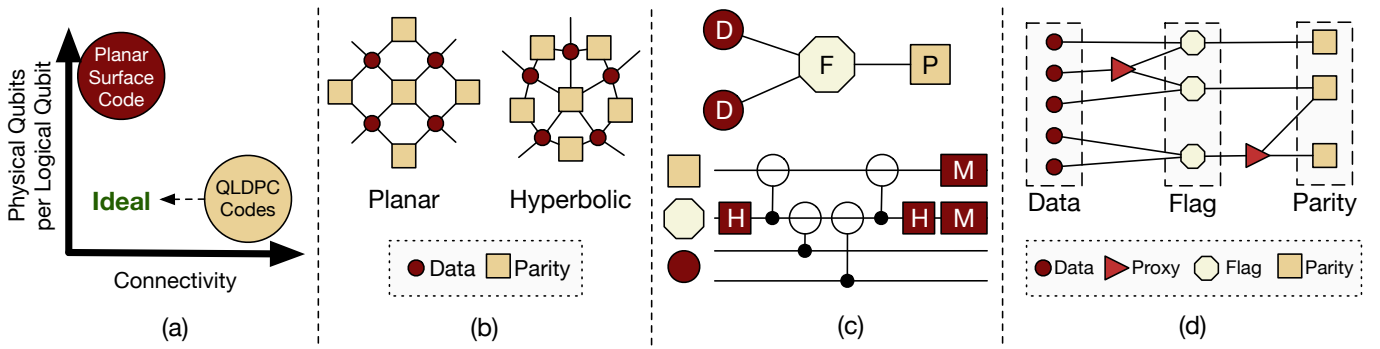 Physical Qubits
per Logical Qubit
Planar
Surface
Code
Ideal
QLDPC
Codes
Connectivity
(a)
Planar
Hyperbolic
Data
Parity
(b)
D
D
F
P
M
H
H
M
(c)
Data
Flag
Parity
Data
Proxy
Flag
Parity
(d)